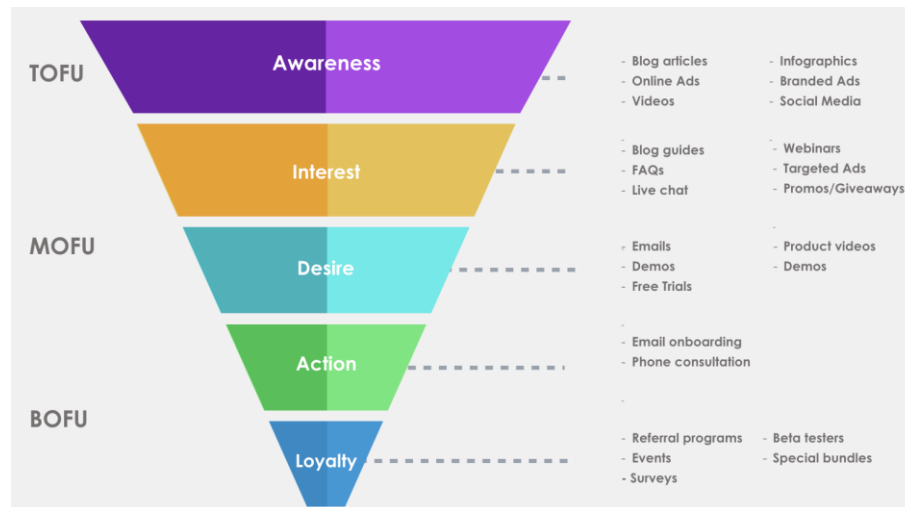 TOFU
Awareness
- Blog articles
- Online Ads
- Videos
- Infographics
- Branded Ads
- Social Media
Interest
-
- Blog guides
- FAQs
- Live chat
-
- Webinars
- Targeted Ads
- Promos/Giveaways
MOFU
Desire
- Emails
- Demos
- Free Trials
-
- Product videos
- Demos
Action
-
- Email onboarding
- Phone consultation
-
BOFU
Loyalty
- Referral programs
- Events
- Surveys
- Beta testers
- Special bundles